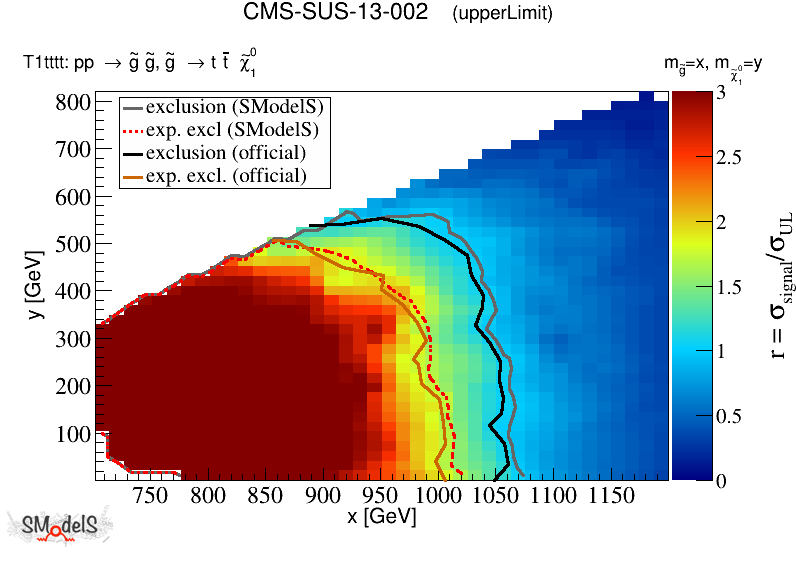 CMS-SUS-13-002 (upperLimit)
T1tttt: pp → g̃ g̃, g̃ → t t̄ χ̃⁰₁
m_g̃=x, m_χ̃⁰₁=y
exclusion (SModelS)
exp. excl (SModelS)
exclusion (official)
exp. excl. (official)
800
700
600
500
400
300
200
100
y [GeV]
750 800 850 900 950 1000 1050 1100 1150
x [GeV]
3
2.5
2
1.5
1
0.5
0
r = σ_signal/σ_UL
SModelS